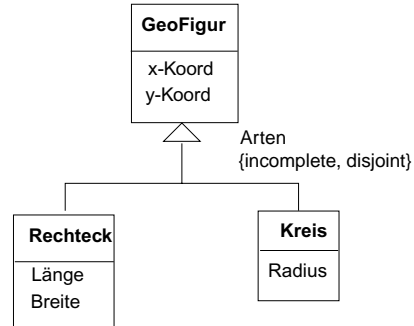 GeoFigur
x-Koord
y-Koord
Arten
{incomplete, disjoint}
Rechteck
Länge
Breite
Kreis
Radius